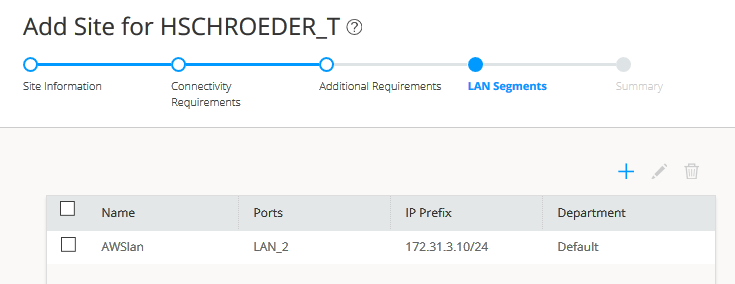 Add Site for HSCHROEDER_T ?
Site Information
Connectivity
Requirements
Additional Requirements
LAN Segments
Summary
Name Ports IP Prefix Department
AWSlan LAN_2 172.31.3.10/24 Default